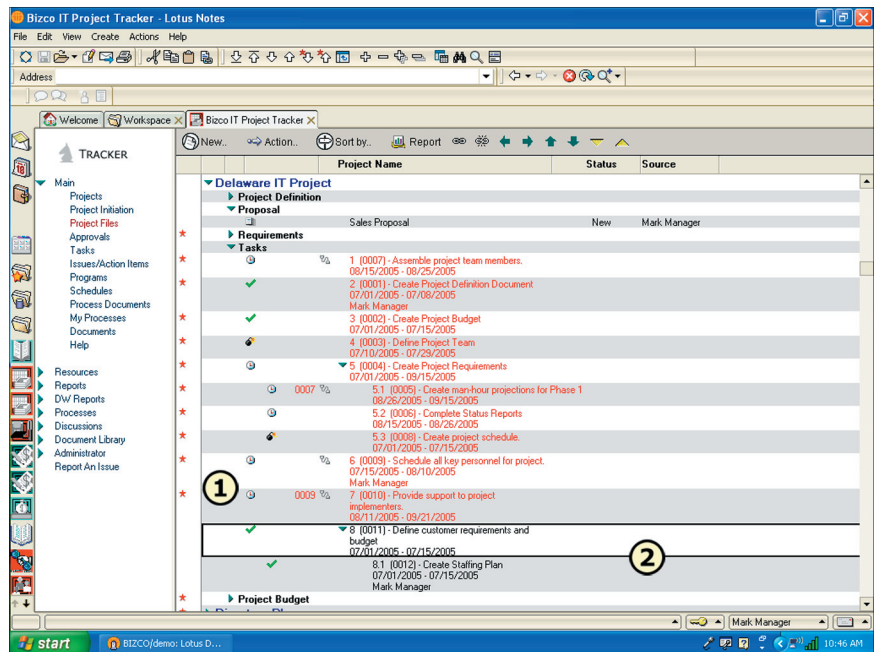 Bizco IT Project Tracker - Lotus Notes
File Edit View Create Actions Help
Address
Welcome Workspace Bizco IT Project Tracker
New.. Action.. Sort by.. Report
TRACKER
Project Name Status Source
Main
Projects
Project Initiation
Project Files
Approvals
Tasks
Issues/Action Items
Programs
Schedules
Process Documents
My Processes
Documents
Help
Resources
Reports
DW Reports
Processes
Discussions
Document Library
Administrator
Report An Issue
Delaware IT Project
Project Definition
Proposal
Sales Proposal New Mark Manager
Requirements
Tasks
1 (0007) - Assemble project team members.
08/15/2005 - 08/25/2005
2 (0001) - Create Project Definition Document
07/01/2005 - 07/08/2005
Mark Manager
3 (0002) - Create Project Budget
07/01/2005 - 07/15/2005
4 (0003) - Define Project Team
07/10/2005 - 07/29/2005
5 (0004) - Create Project Requirements
07/01/2005 - 09/15/2005
0007 5.1 (0005) - Create man-hour projections for Phase 1
08/26/2005 - 09/15/2005
5.2 (0006) - Complete Status Reports
08/15/2005 - 08/26/2005
5.3 (0008) - Create project schedule.
07/01/2005 - 07/15/2005
6 (0009) - Schedule all key personnel for project.
07/15/2005 - 08/10/2005
Mark Manager
1
0009 7 (0010) - Provide support to project
implementers.
08/11/2005 - 09/21/2005
8 (0011) - Define customer requirements and
budget
07/01/2005 - 07/15/2005
2
8.1 (0012) - Create Staffing Plan
07/01/2005 - 07/15/2005
Mark Manager
Project Budget
Mark Manager
start BIZCO/demo: Lotus D... 10:46 AM